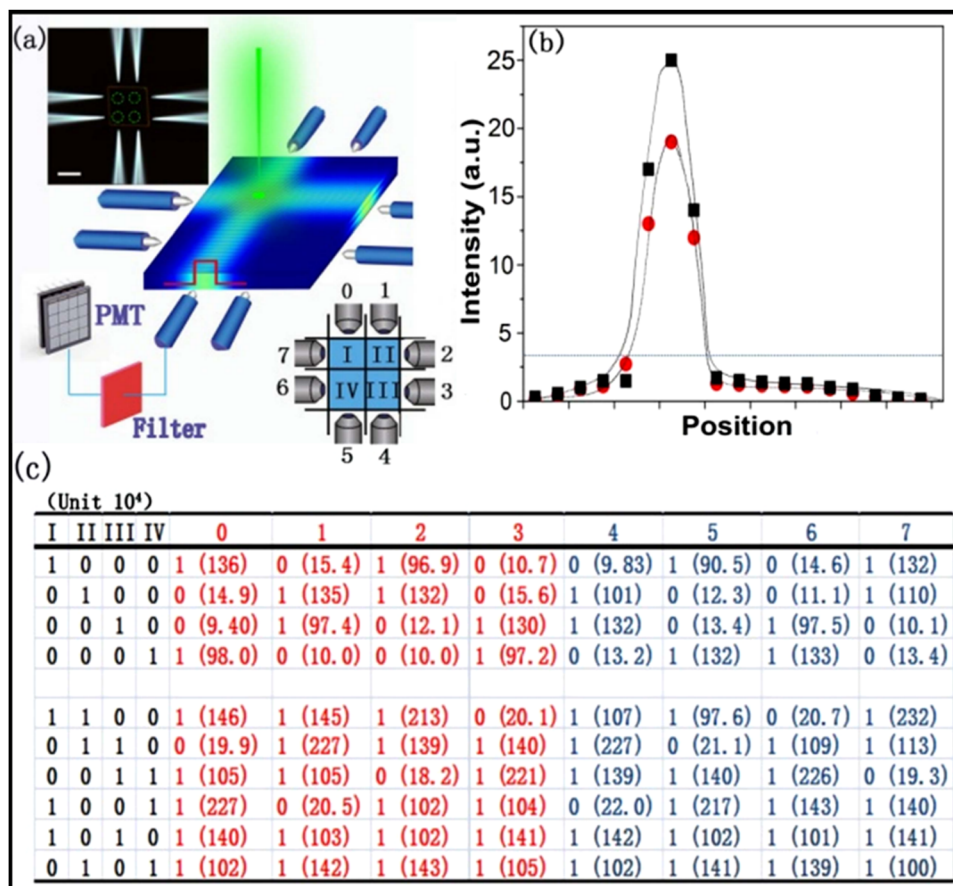 (a)
PMT
Filter
0 1
7 I II 2
6 IV III 3
5 4
(b)
25
20
15
10
5
0
Intensity (a.u.)
Position
(c)
(Unit 10⁴)
I II III IV 0 1 2 3 4 5 6 7
1 0 0 0 1 (136) 0 (15.4) 1 (96.9) 0 (10.7) 0 (9.83) 1 (90.5) 0 (14.6) 1 (132)
0 1 0 0 0 (14.9) 1 (135) 1 (132) 0 (15.6) 1 (101) 0 (12.3) 0 (11.1) 1 (110)
0 0 1 0 0 (9.40) 1 (97.4) 0 (12.1) 1 (130) 1 (132) 0 (13.4) 1 (97.5) 0 (10.1)
0 0 0 1 1 (98.0) 0 (10.0) 0 (10.0) 1 (97.2) 0 (13.2) 1 (132) 1 (133) 0 (13.4)
1 1 0 0 1 (146) 1 (145) 1 (213) 0 (20.1) 1 (107) 1 (97.6) 0 (20.7) 1 (232)
0 1 1 0 0 (19.9) 1 (227) 1 (139) 1 (140) 1 (227) 0 (21.1) 1 (109) 1 (113)
0 0 1 1 1 (105) 1 (105) 0 (18.2) 1 (221) 1 (139) 1 (140) 1 (226) 0 (19.3)
1 0 0 1 1 (227) 0 (20.5) 1 (102) 1 (104) 0 (22.0) 1 (217) 1 (143) 1 (140)
1 0 1 0 1 (140) 1 (103) 1 (102) 1 (141) 1 (142) 1 (102) 1 (101) 1 (141)
0 1 0 1 1 (102) 1 (142) 1 (143) 1 (105) 1 (102) 1 (141) 1 (139) 1 (100)